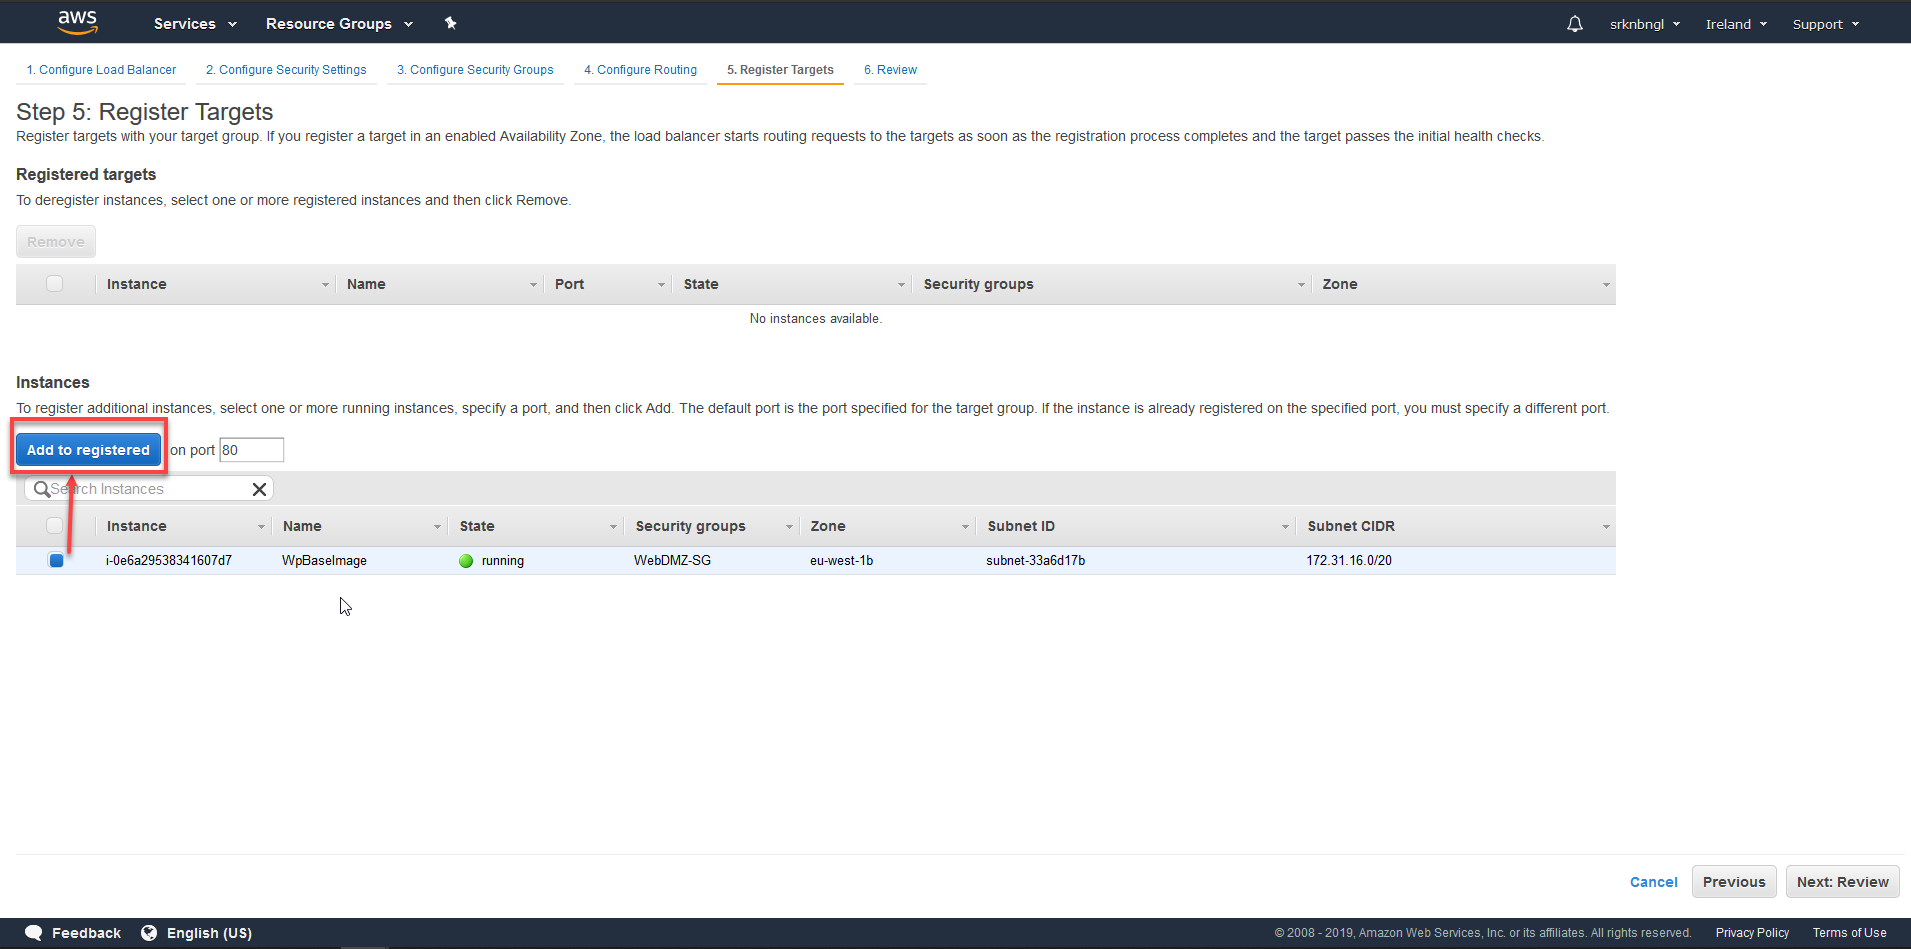 aws Services Resource Groups srknbngl Ireland Support
1. Configure Load Balancer 2. Configure Security Settings 3. Configure Security Groups 4. Configure Routing 5. Register Targets 6. Review
Step 5: Register Targets
Register targets with your target group. If you register a target in an enabled Availability Zone, the load balancer starts routing requests to the targets as soon as the registration process completes and the target passes the initial health checks.
Registered targets
To deregister instances, select one or more registered instances and then click Remove.
Remove
Instance Name Port State Security groups Zone
No instances available.
Instances
To register additional instances, select one or more running instances, specify a port, and then click Add. The default port is the port specified for the target group. If the instance is already registered on the specified port, you must specify a different port.
Add to registered on port 80
Search Instances
Instance Name State Security groups Zone Subnet ID Subnet CIDR
i-0e6a29538341607d7 WpBaseImage running WebDMZ-SG eu-west-1b subnet-33a6d17b 172.31.16.0/20
Cancel Previous Next: Review
Feedback English (US) © 2008 - 2019, Amazon Web Services, Inc. or its affiliates. All rights reserved. Privacy Policy Terms of Use